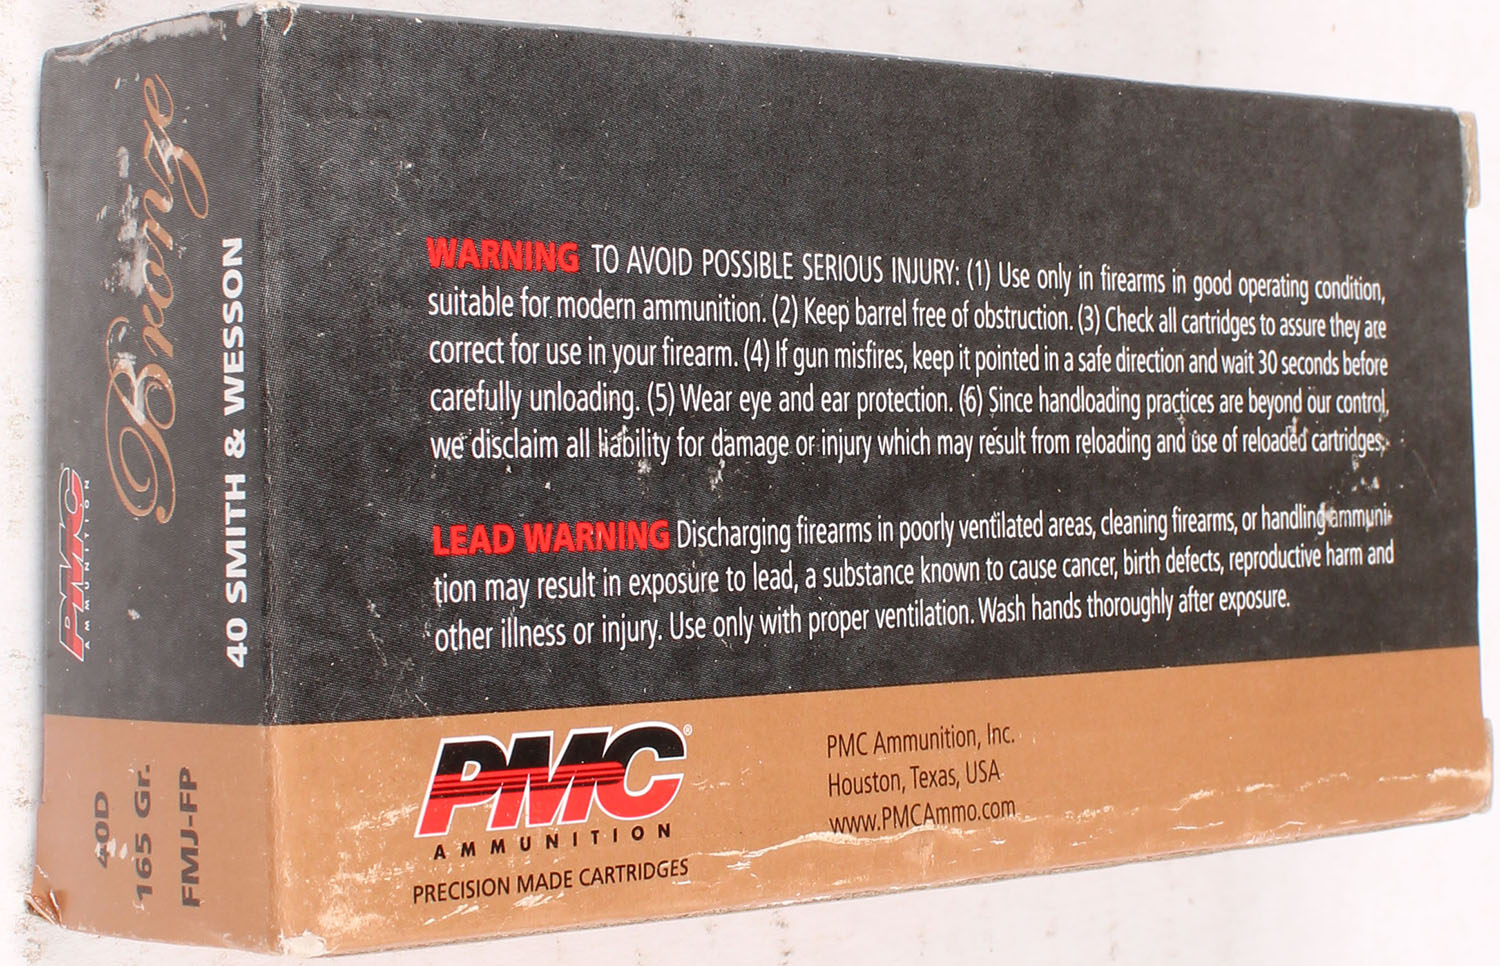 PMC
AMMUNITION
Bronze
40 SMITH & WESSON
40D
165 Gr.
FMJ-FP
WARNING TO AVOID POSSIBLE SERIOUS INJURY: (1) Use only in firearms in good operating condition,
suitable for modern ammunition. (2) Keep barrel free of obstruction. (3) Check all cartridges to assure they are
correct for use in your firearm. (4) If gun misfires, keep it pointed in a safe direction and wait 30 seconds before
carefully unloading. (5) Wear eye and ear protection. (6) Since handloading practices are beyond our control,
we disclaim all liability for damage or injury which may result from reloading and use of reloaded cartridges.
LEAD WARNING Discharging firearms in poorly ventilated areas, cleaning firearms, or handling ammuni-
tion may result in exposure to lead, a substance known to cause cancer, birth defects, reproductive harm and
other illness or injury. Use only with proper ventilation. Wash hands thoroughly after exposure.
PMC®
AMMUNITION
PRECISION MADE CARTRIDGES
PMC Ammunition, Inc.
Houston, Texas, USA
www.PMCAmmo.com